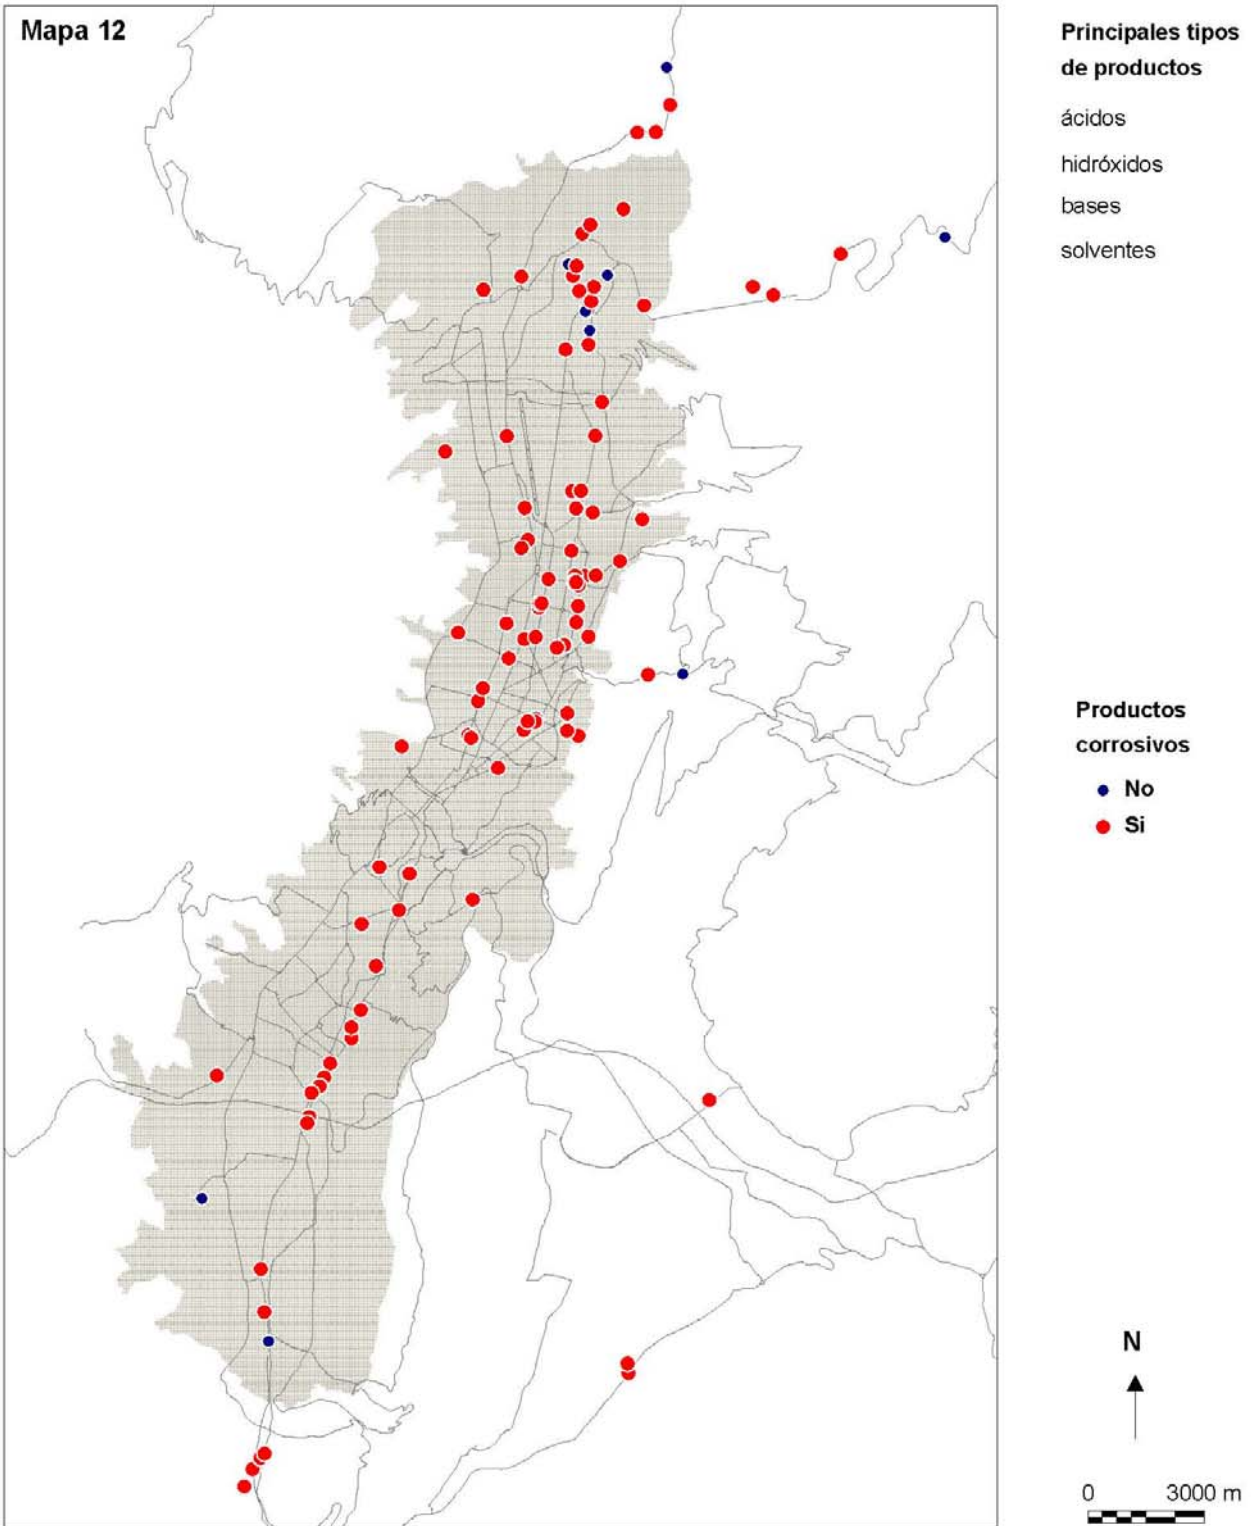 Mapa 12
Principales tipos
de productos
ácidos
hidróxidos
bases
solventes
Productos
corrosivos
No
Si
N
0 3000 m